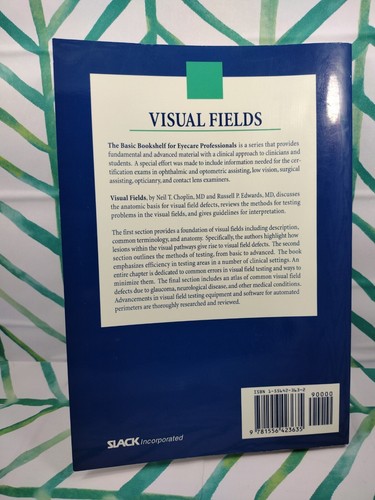 VISUAL FIELDS
The Basic Bookshelf for Eyecare Professionals is a series that provides
fundamental and advanced material with a clinical approach to clinicians and
students. A special effort was made to include information needed for the cer-
tification exams in ophthalmic and optometric assisting, low vision, surgical
assisting, opticianry, and contact lens examiners.
Visual Fields, by Neil T. Choplin, MD and Russell P. Edwards, MD, discusses
the anatomic basis for visual field defects, reviews the methods for testing
problems in the visual fields, and gives guidelines for interpretation.
The first section provides a foundation of visual fields including description,
common terminology, and anatomy. Specifically, the authors highlight how
lesions within the visual pathways give rise to visual field defects. The second
section outlines the methods of testing, from basic to advanced. The book
emphasizes efficiency in testing areas in a number of clinical settings. An
entire chapter is dedicated to common errors in visual field testing and ways to
minimize them. The final section includes an atlas of common visual field
defects due to glaucoma, neurological disease, and other medical conditions.
Advancements in visual field testing equipment and software for automated
perimeters are thoroughly researched and reviewed.
ISBN 1-55642-363-2
90000
9 781556 423635
SLACK Incorporated